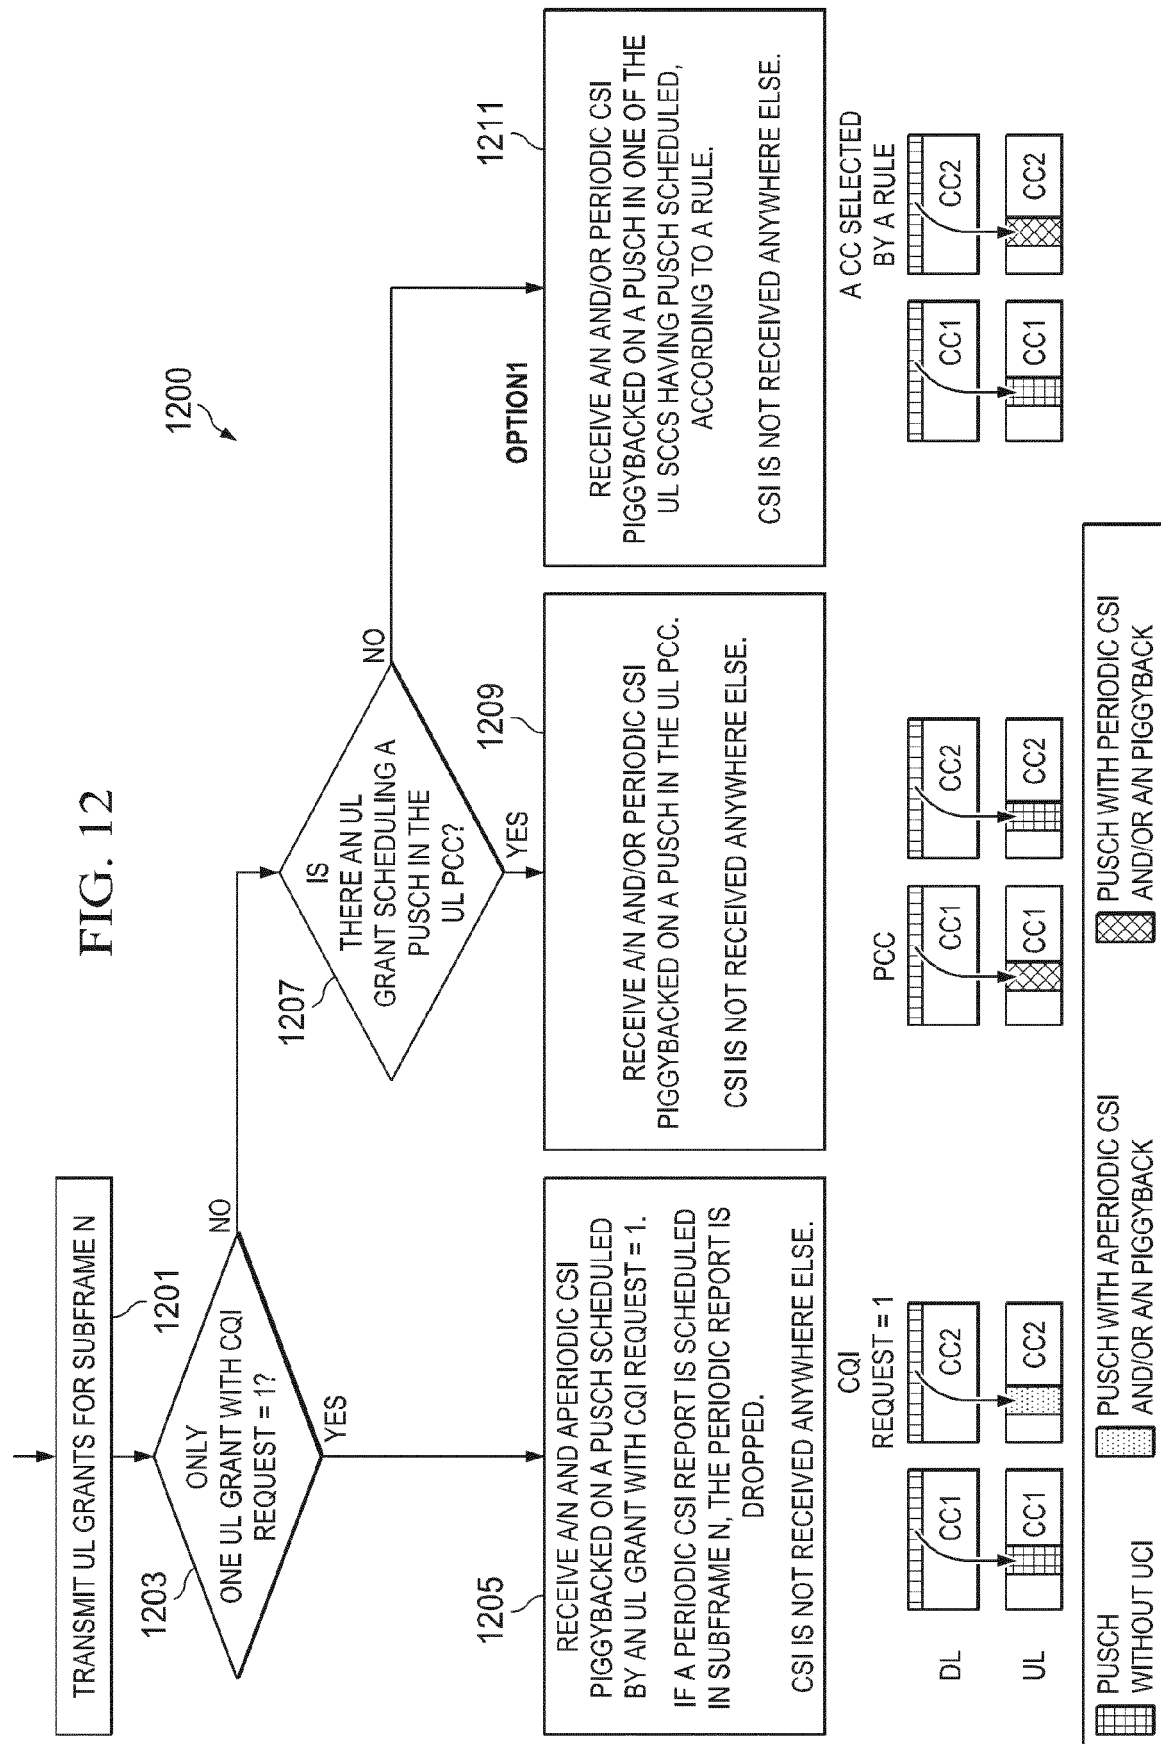 FIG. 12
1200
TRANSMIT UL GRANTS FOR SUBFRAME N
1201
1203
ONLY
ONE UL GRANT WITH CQI
REQUEST = 1?
NO
YES
1207
IS
THERE AN UL
GRANT SCHEDULING A
PUSCH IN THE
UL PCC?
NO
YES
1205
RECEIVE A/N AND APERIODIC CSI
PIGGYBACKED ON A PUSCH SCHEDULED
BY AN UL GRANT WITH CQI REQUEST = 1.
IF A PERIODIC CSI REPORT IS SCHEDULED
IN SUBFRAME N, THE PERIODIC REPORT IS
DROPPED.
CSI IS NOT RECEIVED ANYWHERE ELSE.
1209
RECEIVE A/N AND/OR PERIODIC CSI
PIGGYBACKED ON A PUSCH IN THE UL PCC.
CSI IS NOT RECEIVED ANYWHERE ELSE.
OPTION1
1211
RECEIVE A/N AND/OR PERIODIC CSI
PIGGYBACKED ON A PUSCH IN ONE OF THE
UL SCCS HAVING PUSCH SCHEDULED,
ACCORDING TO A RULE.
CSI IS NOT RECEIVED ANYWHERE ELSE.
CQI
REQUEST = 1
PCC
A CC SELECTED
BY A RULE
DL
CC1
CC2
CC1
CC2
CC1
CC2
UL
CC1
CC2
CC1
CC2
CC1
CC2
PUSCH
WITHOUT UCI
PUSCH WITH APERIODIC CSI
AND/OR A/N PIGGYBACK
PUSCH WITH PERIODIC CSI
AND/OR A/N PIGGYBACK